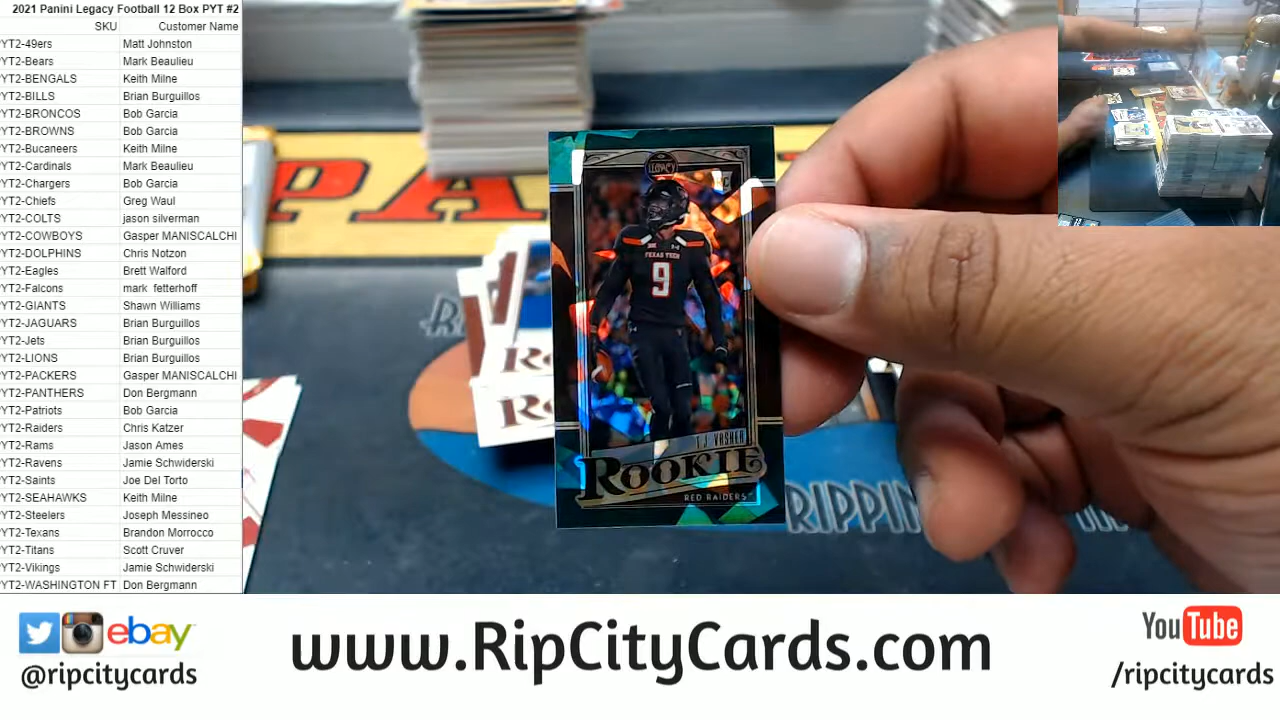 2021 Panini Legacy Football 12 Box PYT #2
SKU Customer Name
YT2-49ers Matt Johnston
YT2-Bears Mark Beaulieu
YT2-BENGALS Keith Milne
YT2-BILLS Brian Burguillos
YT2-BRONCOS Bob Garcia
YT2-BROWNS Bob Garcia
YT2-Bucaneers Keith Milne
YT2-Cardinals Mark Beaulieu
YT2-Chargers Bob Garcia
YT2-Chiefs Greg Waul
YT2-COLTS jason silverman
YT2-COWBOYS Gasper MANISCALCHI
YT2-DOLPHINS Chris Notzon
YT2-Eagles Brett Walford
YT2-Falcons mark fetterhoff
YT2-GIANTS Shawn Williams
YT2-JAGUARS Brian Burguillos
YT2-Jets Brian Burguillos
YT2-LIONS Brian Burguillos
YT2-PACKERS Gasper MANISCALCHI
YT2-PANTHERS Don Bergmann
YT2-Patriots Bob Garcia
YT2-Raiders Chris Katzer
YT2-Rams Jason Ames
YT2-Ravens Jamie Schwiderski
YT2-Saints Joe Del Torto
YT2-SEAHAWKS Keith Milne
YT2-Steelers Joseph Messineo
YT2-Texans Brandon Morrocco
YT2-Titans Scott Cruver
YT2-Vikings Jamie Schwiderski
YT2-WASHINGTON FT Don Bergmann
PA
LEGACY
TEXAS TECH
9
T.J. VASHER
ROOKIE
RED RAIDERS
RIPPIN
ebay
@ripcitycards
www.RipCityCards.com
YouTube
/ripcitycards